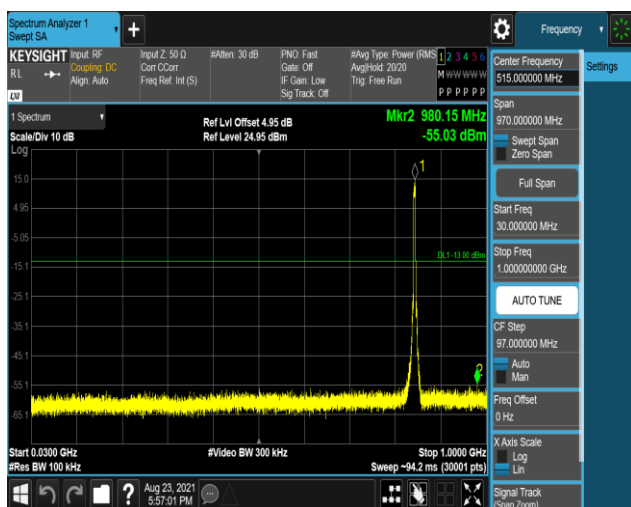 Spectrum Analyzer 1
Swept SA
+
Frequency
KEYSIGHT
Input: RF
Coupling: DC
Align: Auto
Input Z: 50 Ω
Corr CCorr
Freq Ref: Int (S)
#Atten: 30 dB
PNO: Fast
Gate: Off
IF Gain: Low
Sig Track: Off
#Avg Type: Power (RMS
Avg|Hold: 20/20
Trig: Free Run
1 2 3 4 5 6
M W W W W W
P P P P P P
R L
LXI
Center Frequency
515.000000 MHz
Settings
1 Spectrum
Ref Lvl Offset 4.95 dB
Mkr2 980.15 MHz
Scale/Div 10 dB
Ref Level 24.95 dBm
-55.03 dBm
Span
970.000000 MHz
Swept Span
Zero Span
Full Span
Start Freq
30.000000 MHz
Stop Freq
1.000000000 GHz
AUTO TUNE
CF Step
97.000000 MHz
Auto
Man
Freq Offset
0 Hz
X Axis Scale
Log
Lin
Signal Track
(Span Zoom)
Log
1
15.0
4.95
-5.05
DL1 -13.00 dBm
-15.1
-25.1
-35.1
-45.1
2
-55.1
-65.1
Start 0.0300 GHz
#Video BW 300 kHz
Stop 1.0000 GHz
#Res BW 100 kHz
Sweep ~94.2 ms (30001 pts)
?
Aug 23, 2021
5:57:01 PM